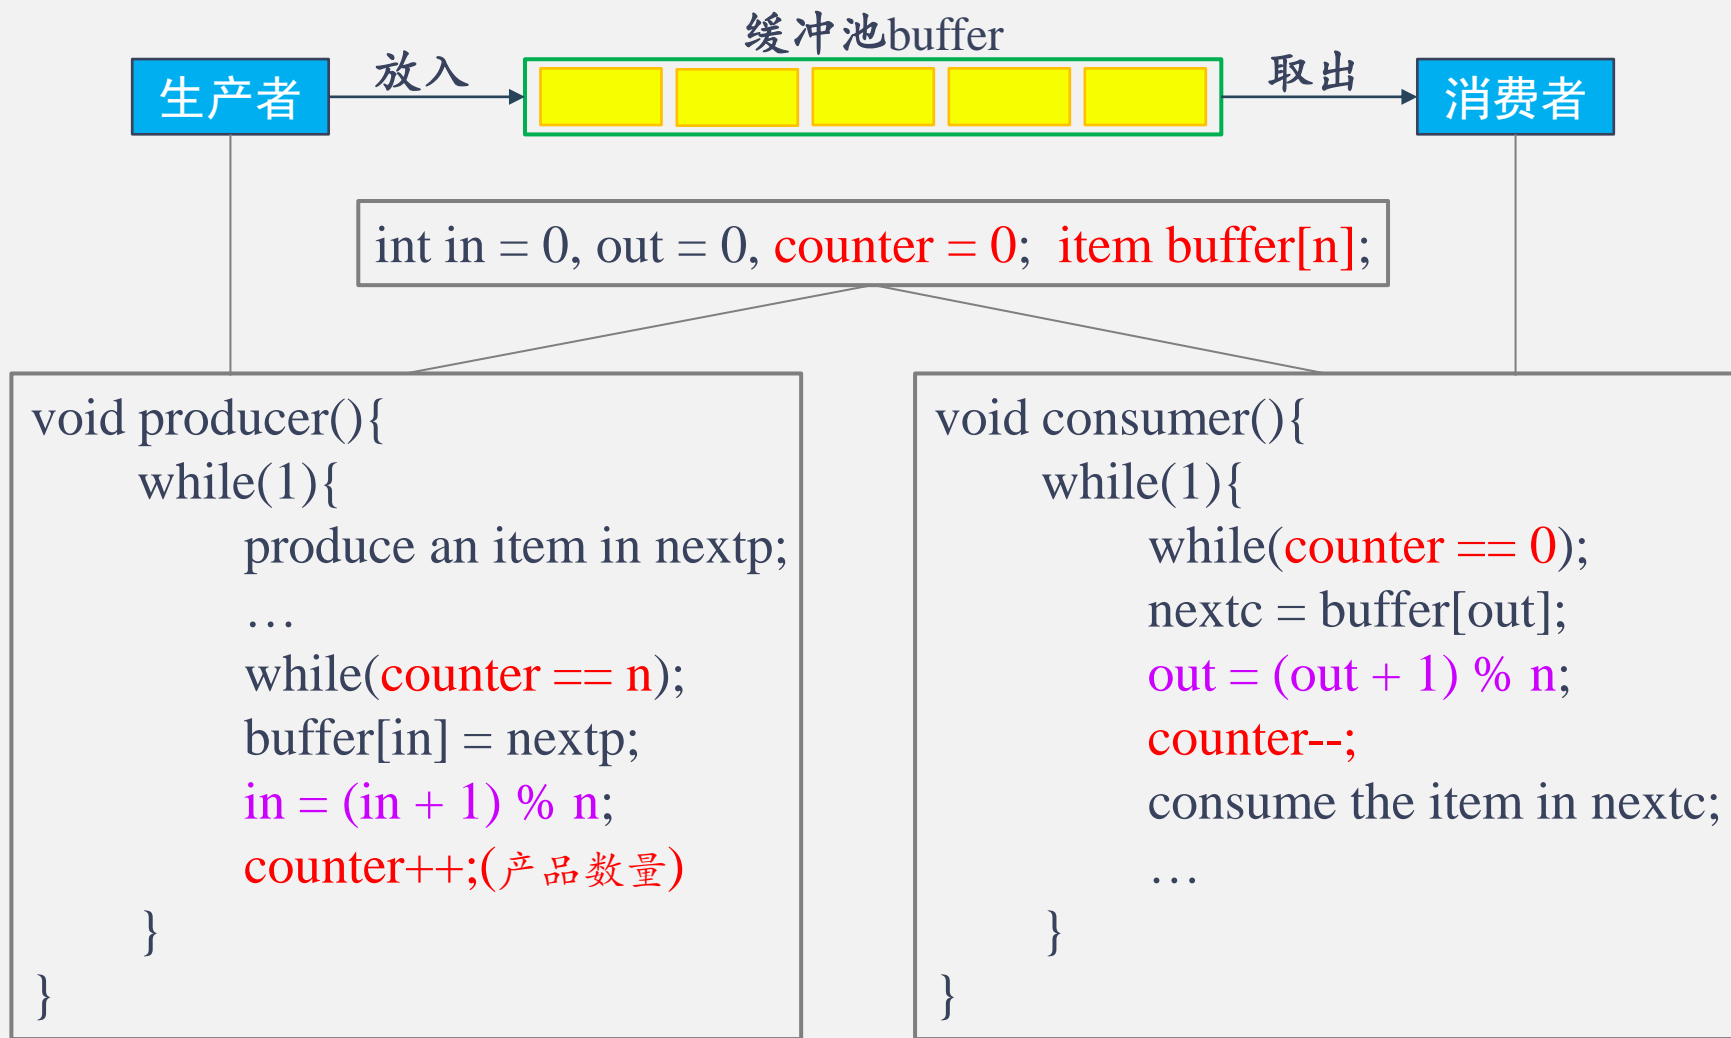 缓冲池buffer
生产者
放入
取出
消费者
int in = 0, out = 0, counter = 0; item buffer[n];
void producer(){
while(1){
produce an item in nextp;
…
while(counter == n);
buffer[in] = nextp;
in = (in + 1) % n;
counter++;(产品数量)
}
}
void consumer(){
while(1){
while(counter == 0);
nextc = buffer[out];
out = (out + 1) % n;
counter--;
consume the item in nextc;
…
}
}